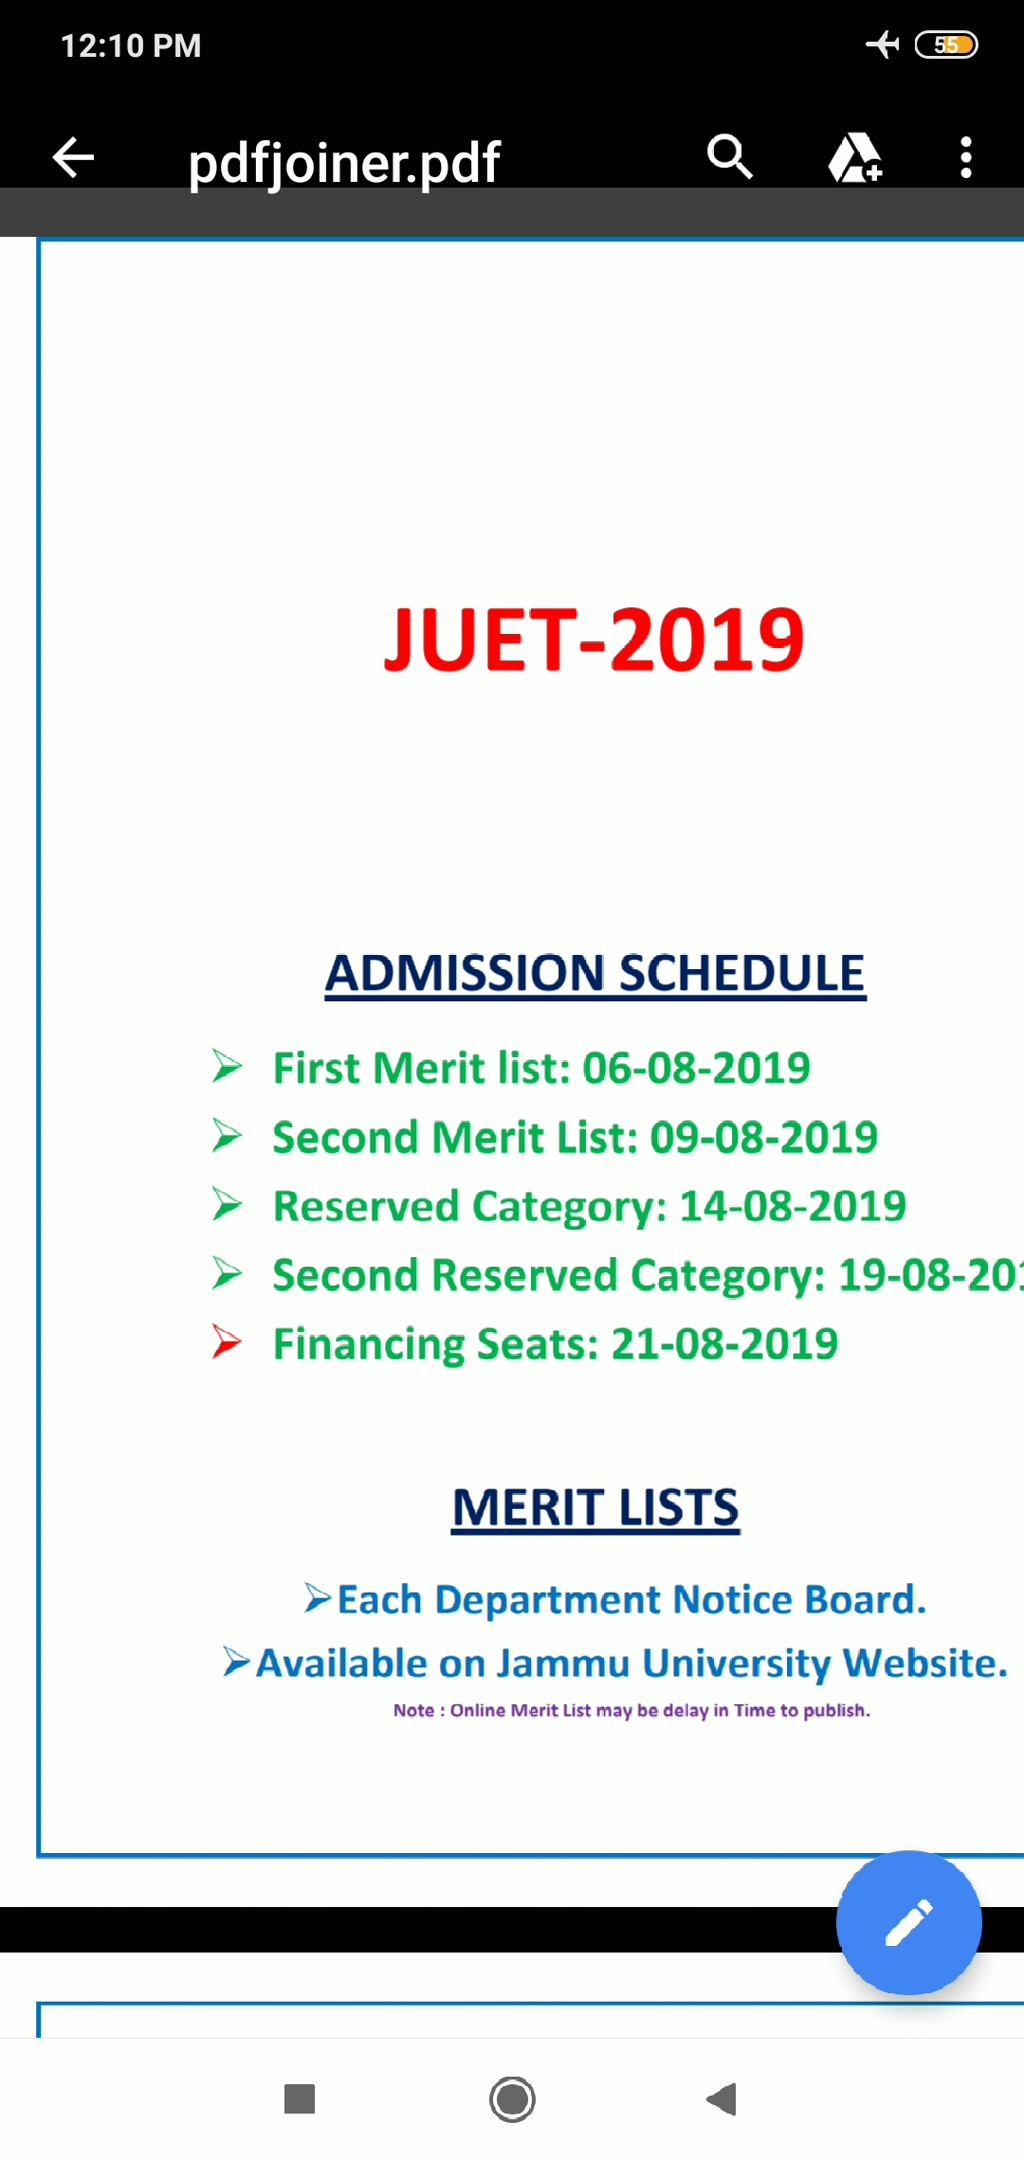 12:10 PM
55
pdfjoiner.pdf
JUET-2019
ADMISSION SCHEDULE
➢ First Merit list: 06-08-2019
➢ Second Merit List: 09-08-2019
➢ Reserved Category: 14-08-2019
➢ Second Reserved Category: 19-08-201
➢ Financing Seats: 21-08-2019
MERIT LISTS
➢Each Department Notice Board.
➢Available on Jammu University Website.
Note : Online Merit List may be delay in Time to publish.